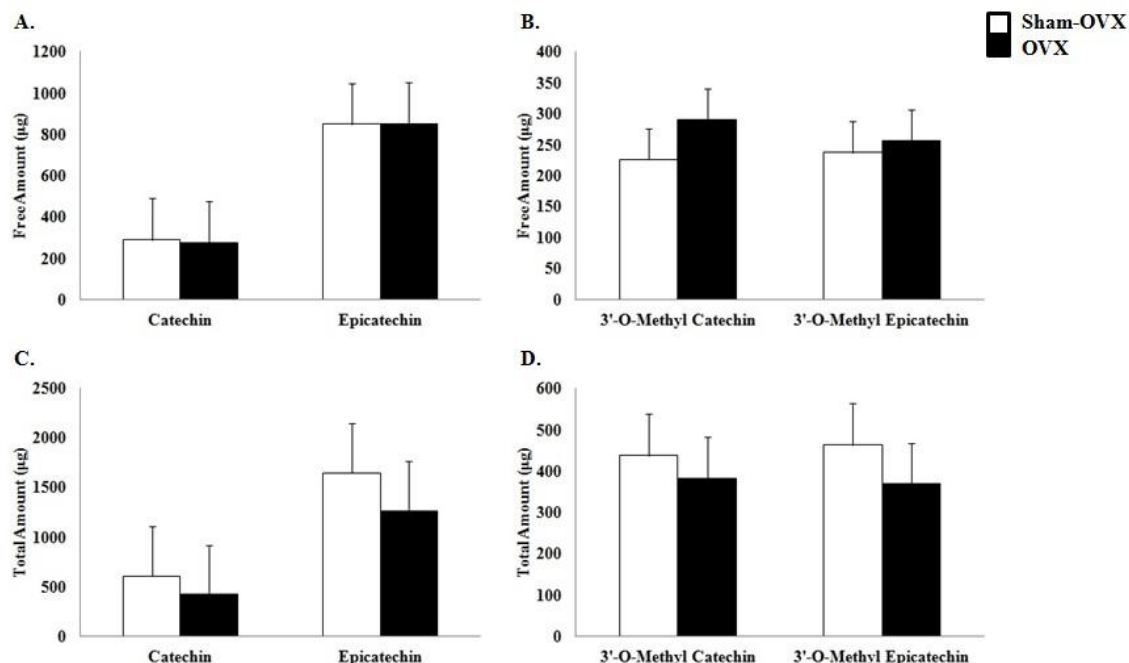 A.
B.
Sham-OVX
OVX
1200
1000
800
600
400
200
0
Free Amount (µg)
Catechin
Epicatechin
400
350
300
250
200
150
100
50
0
Free Amount (µg)
3'-O-Methyl Catechin
3'-O-Methyl Epicatechin
C.
D.
2500
2000
1500
1000
500
0
Total Amount (µg)
Catechin
Epicatechin
600
500
400
300
200
100
0
Total Amount (µg)
3'-O-Methyl Catechin
3'-O-Methyl Epicatechin